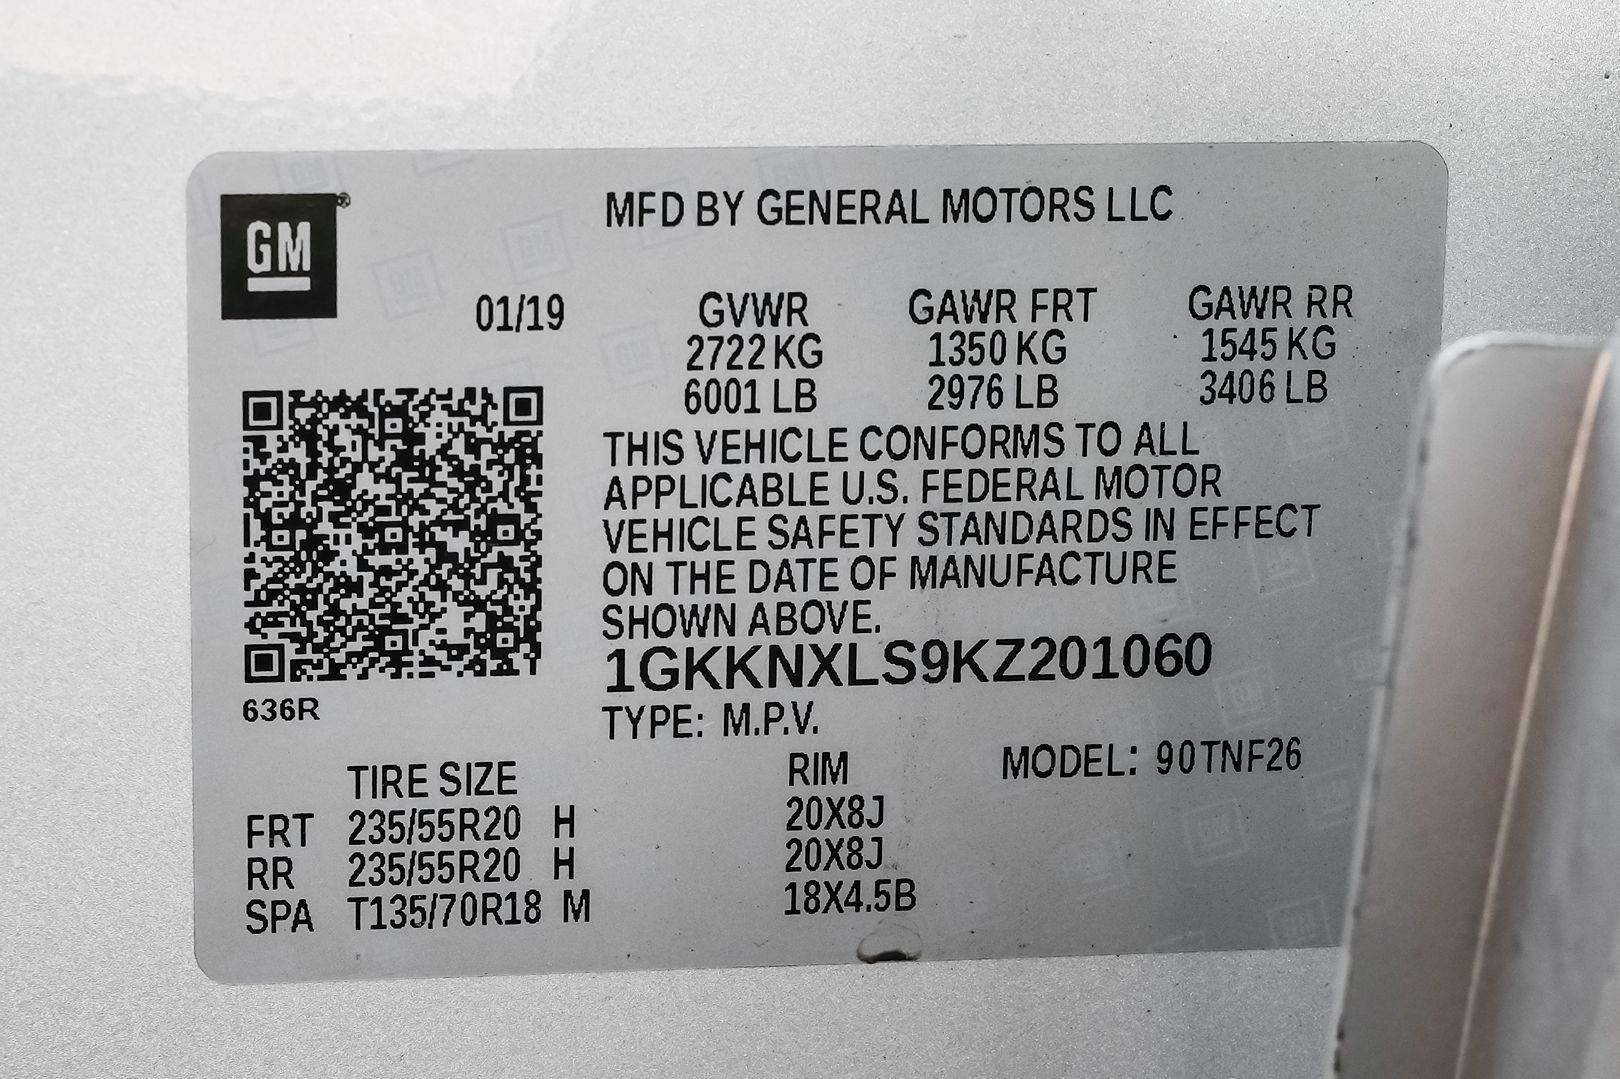 GM ®
MFD BY GENERAL MOTORS LLC
01/19 GVWR GAWR FRT GAWR RR
2722 KG 1350 KG 1545 KG
6001 LB 2976 LB 3406 LB
THIS VEHICLE CONFORMS TO ALL
APPLICABLE U.S. FEDERAL MOTOR
VEHICLE SAFETY STANDARDS IN EFFECT
ON THE DATE OF MANUFACTURE
SHOWN ABOVE.
1GKKNXLS9KZ201060
636R
TYPE: M.P.V.
TIRE SIZE RIM MODEL: 90TNF26
FRT 235/55R20 H 20X8J
RR 235/55R20 H 20X8J
SPA T135/70R18 M 18X4.5B